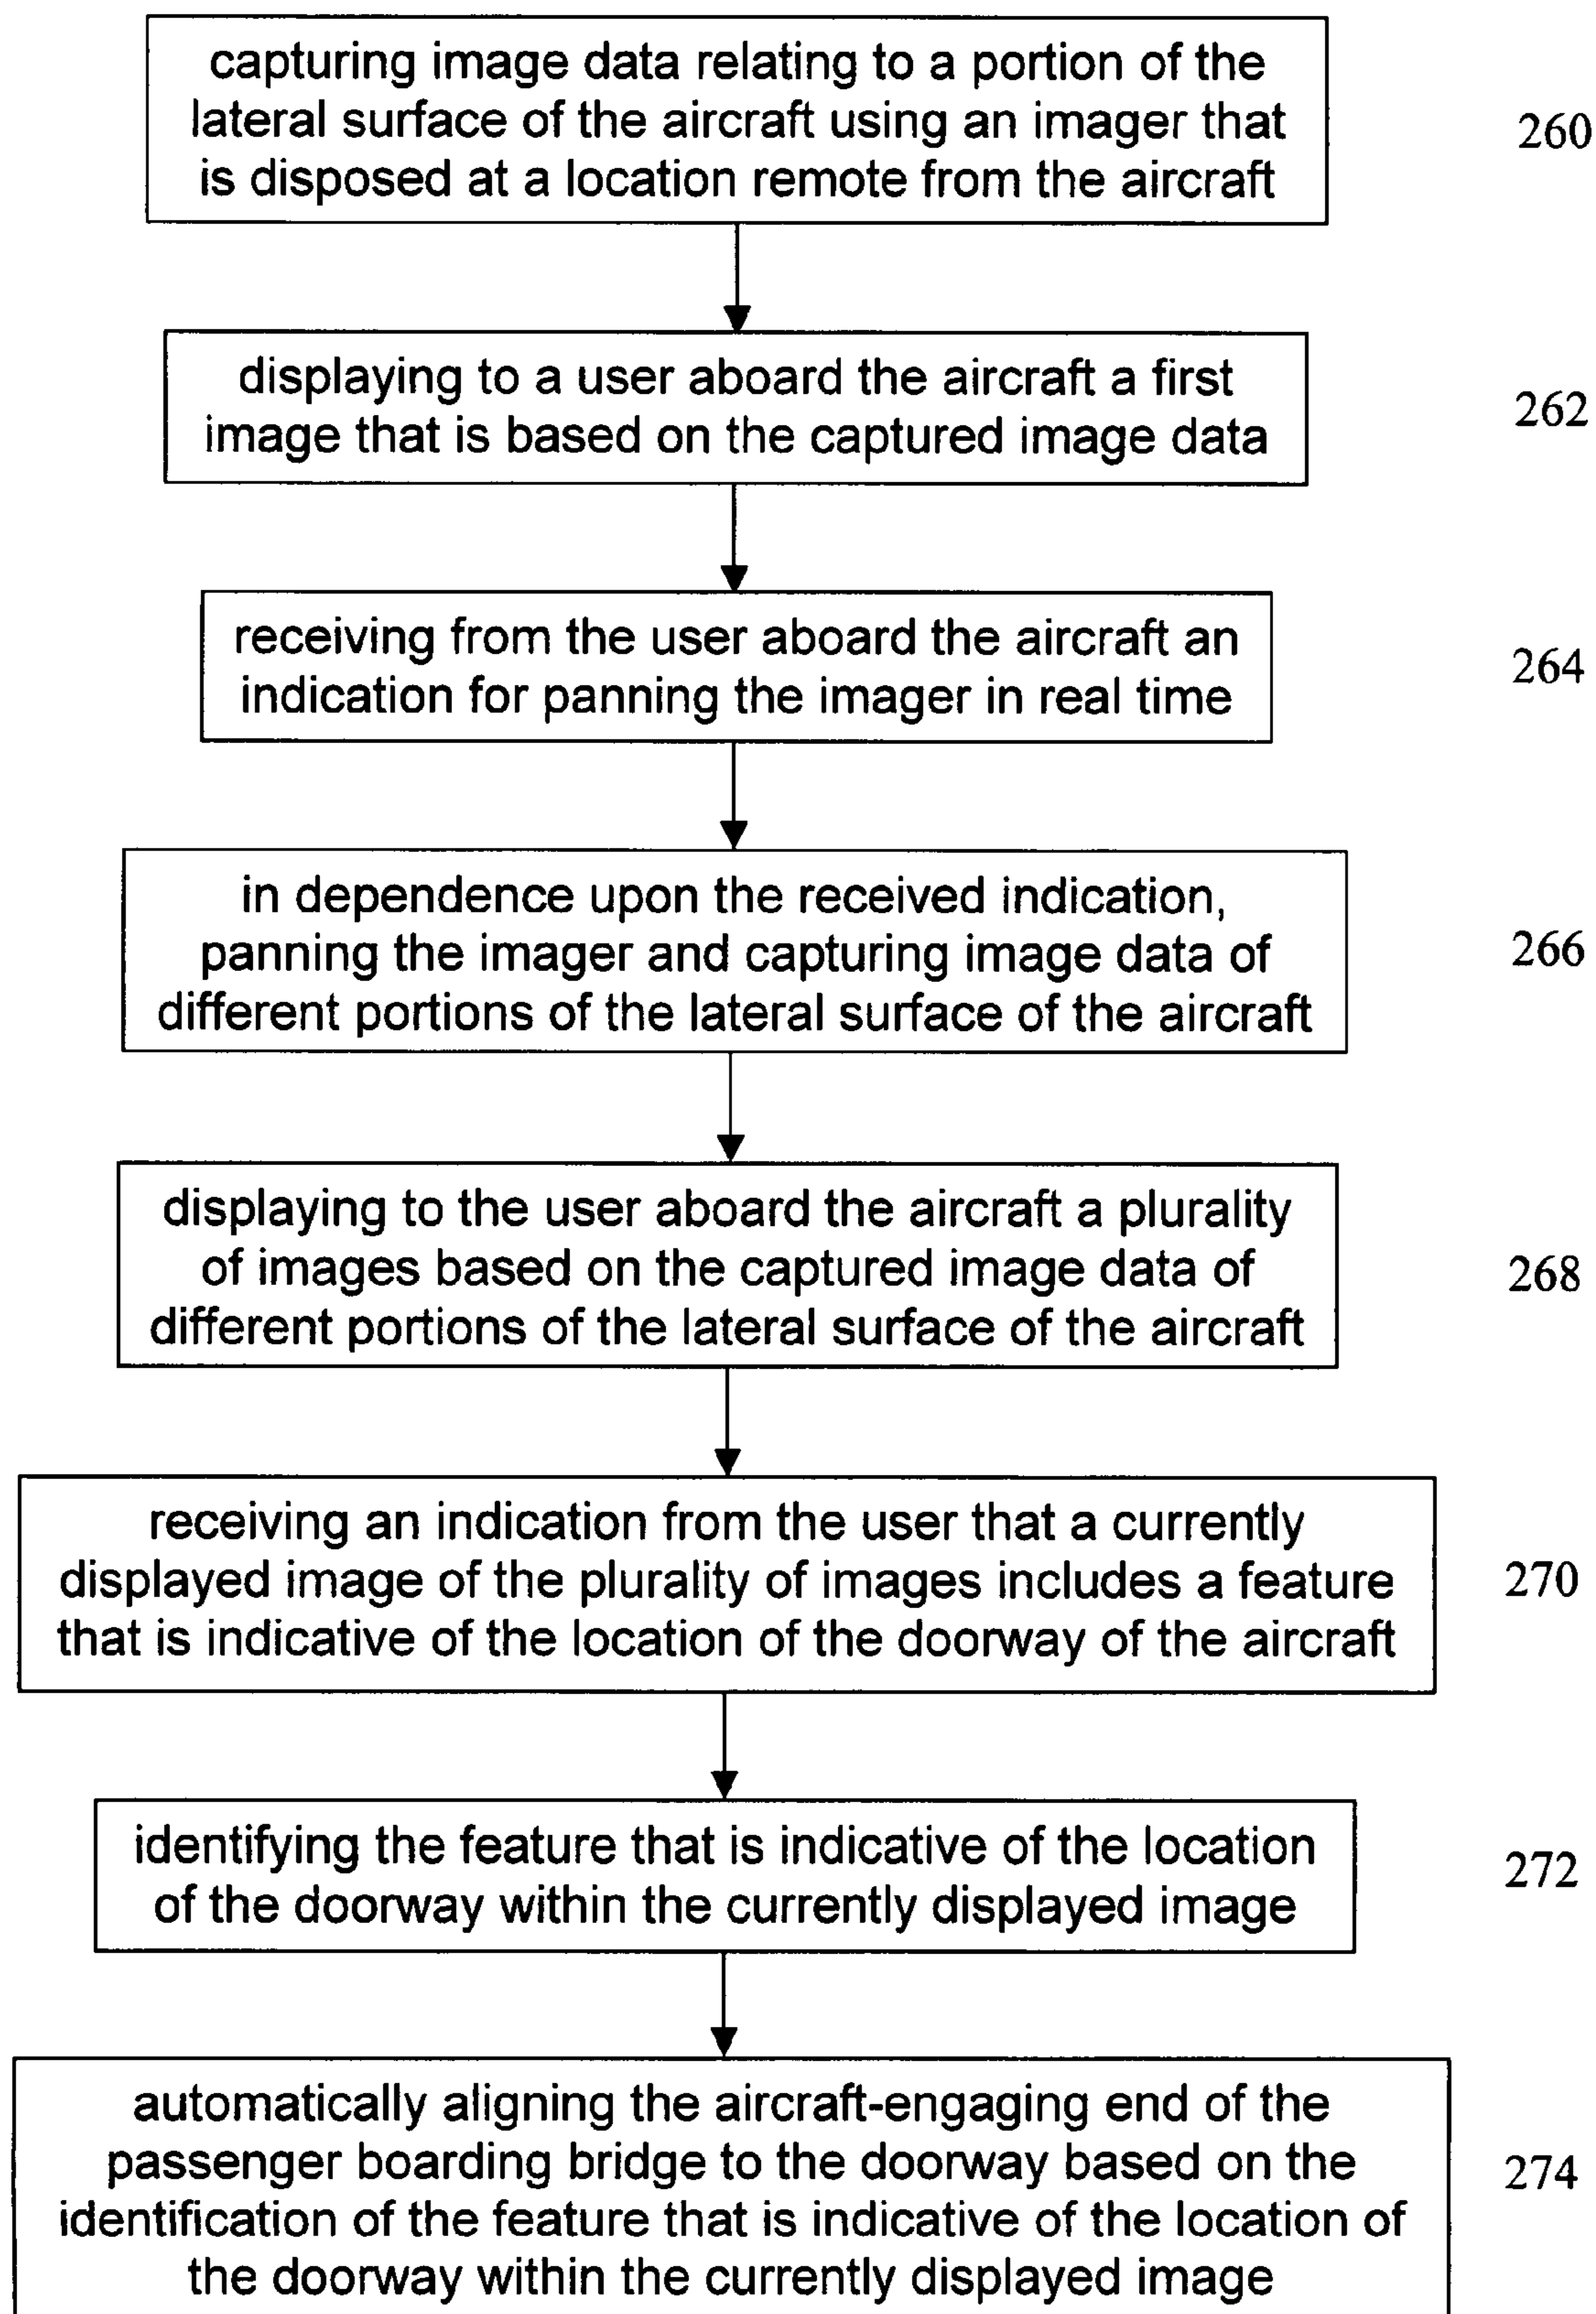 capturing image data relating to a portion of the
lateral surface of the aircraft using an imager that
is disposed at a location remote from the aircraft
260
displaying to a user aboard the aircraft a first
image that is based on the captured image data
262
receiving from the user aboard the aircraft an
indication for panning the imager in real time
264
in dependence upon the received indication,
panning the imager and capturing image data of
different portions of the lateral surface of the aircraft
266
displaying to the user aboard the aircraft a plurality
of images based on the captured image data of
different portions of the lateral surface of the aircraft
268
receiving an indication from the user that a currently
displayed image of the plurality of images includes a feature
that is indicative of the location of the doorway of the aircraft
270
identifying the feature that is indicative of the location
of the doorway within the currently displayed image
272
automatically aligning the aircraft-engaging end of the
passenger boarding bridge to the doorway based on the
identification of the feature that is indicative of the location of
the doorway within the currently displayed image
274